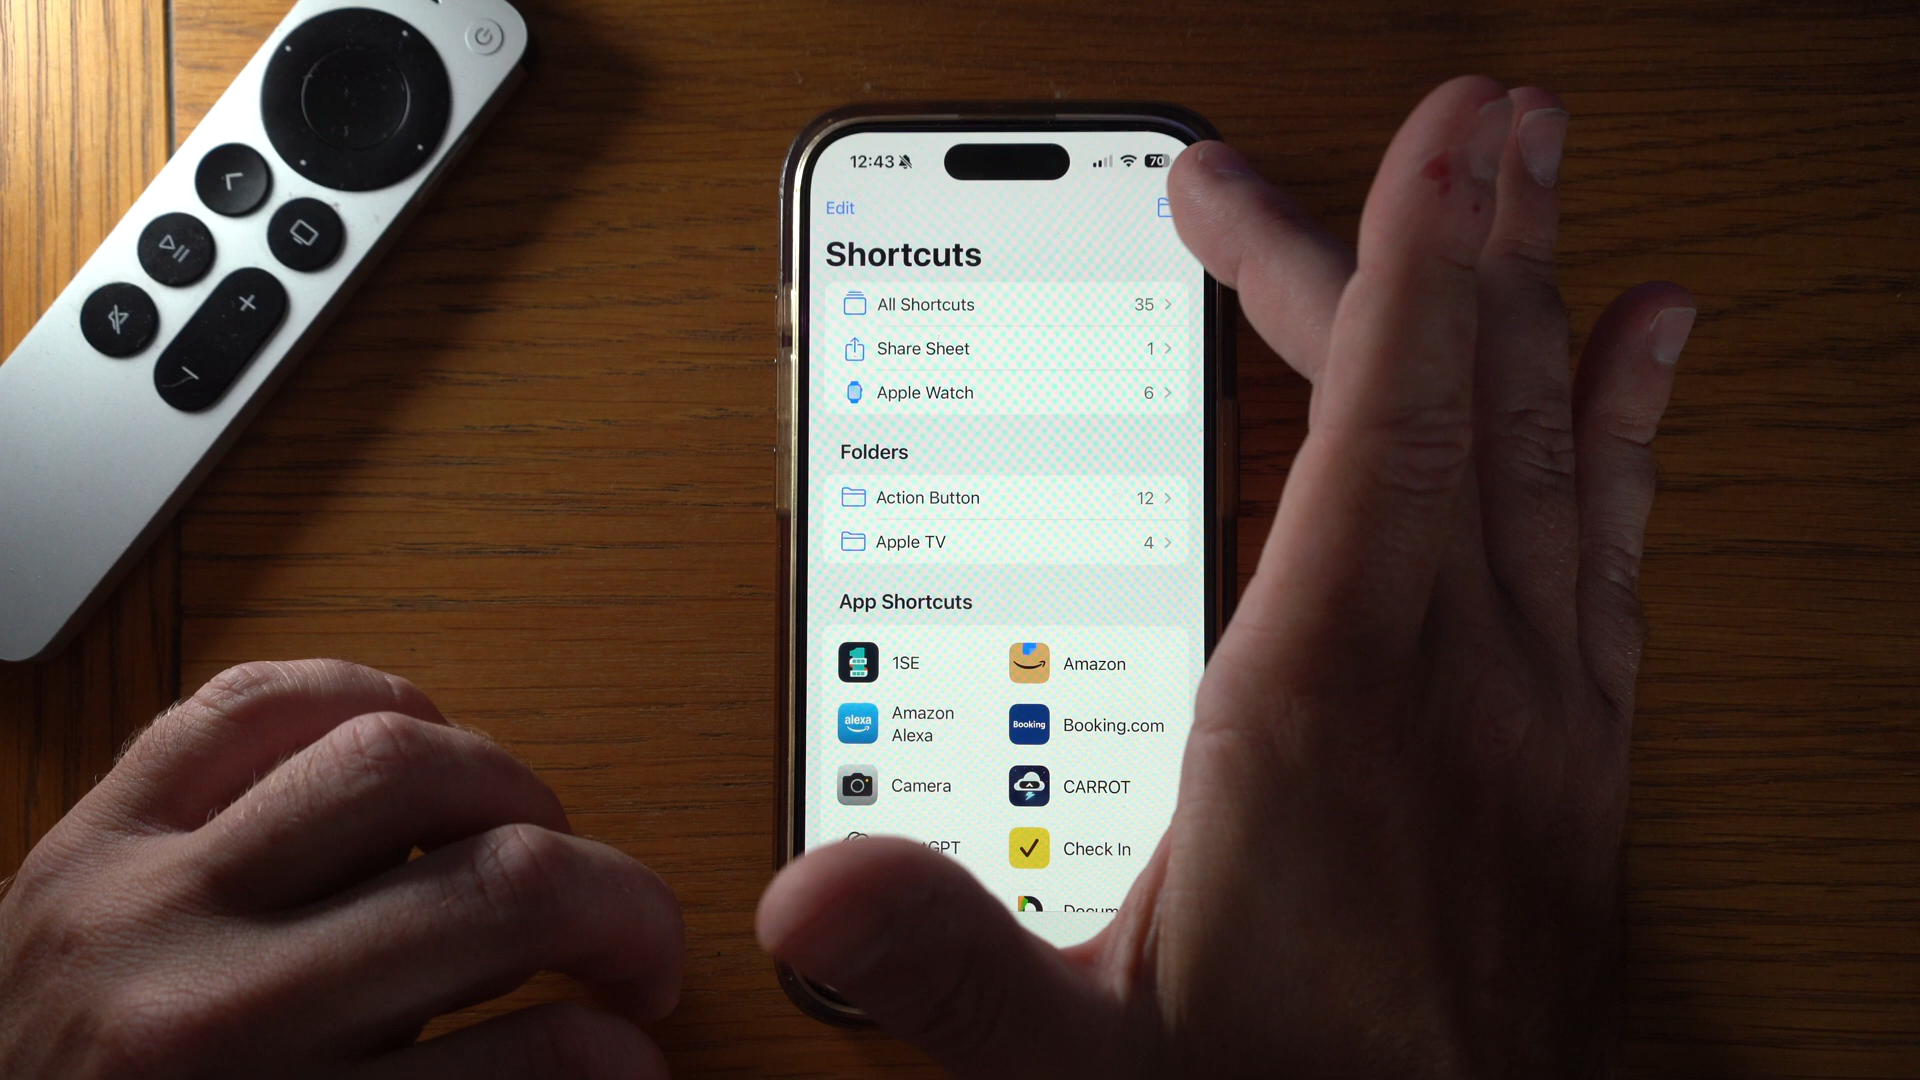 12:43
70
Edit
Shortcuts
All Shortcuts 35
Share Sheet 1
Apple Watch 6
Folders
Action Button 12
Apple TV 4
App Shortcuts
1SE
Amazon
alexa
Amazon
Alexa
Booking
Booking.com
Camera
CARROT
Check In